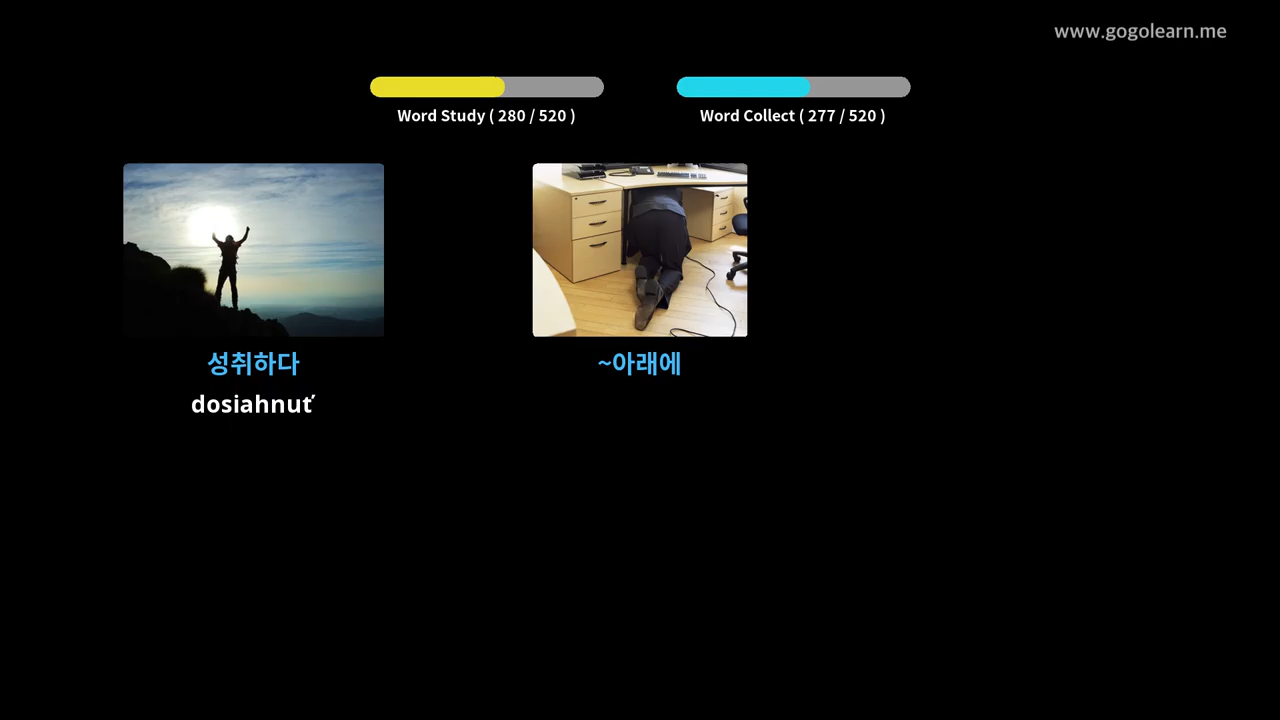 www.gogolearn.me
Word Study ( 280 / 520 )
Word Collect ( 277 / 520 )
성취하다
~아래에
dosiahnuť